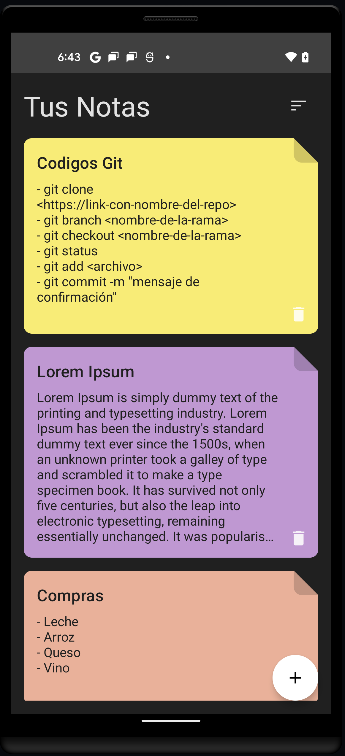 6:43
Tus Notas
Codigos Git
- git clone
<https://link-con-nombre-del-repo>
- git branch <nombre-de-la-rama>
- git checkout <nombre-de-la-rama>
- git status
- git add <archivo>
- git commit -m "mensaje de
confirmación"
Lorem Ipsum
Lorem Ipsum is simply dummy text of the
printing and typesetting industry. Lorem
Ipsum has been the industry's standard
dummy text ever since the 1500s, when
an unknown printer took a galley of type
and scrambled it to make a type
specimen book. It has survived not only
five centuries, but also the leap into
electronic typesetting, remaining
essentially unchanged. It was popularis...
Compras
- Leche
- Arroz
- Queso
- Vino